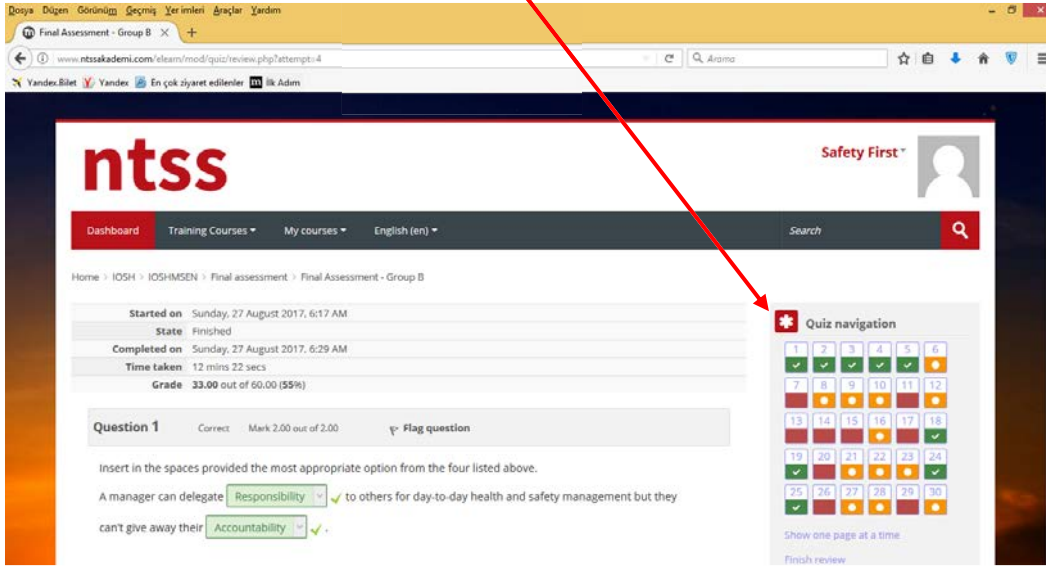 Dosya Düzen Görünüm Geçmiş Yer imleri Araçlar Yardım
Final Assessment - Group B
www.ntssakademi.com/elearn/mod/quiz/review.php?attempt=4
Arama
Yandex.Bilet Yandex En çok ziyaret edilenler m İlk Adım
ntss
Safety First
Dashboard Training Courses My courses English (en) Search
Home > IOSH > IOSHMSEN > Final assessment > Final Assessment - Group B
Started on Sunday, 27 August 2017, 6:17 AM
State Finished
Completed on Sunday, 27 August 2017, 6:29 AM
Time taken 12 mins 22 secs
Grade 33.00 out of 60.00 (55%)
Quiz navigation
1 2 3 4 5 6
7 8 9 10 11 12
13 14 15 16 17 18
19 20 21 22 23 24
25 26 27 28 29 30
Show one page at a time
Finish review
Question 1 Correct Mark 2.00 out of 2.00 Flag question
Insert in the spaces provided the most appropriate option from the four listed above.
A manager can delegate Responsibility to others for day-to-day health and safety management but they
can't give away their Accountability .